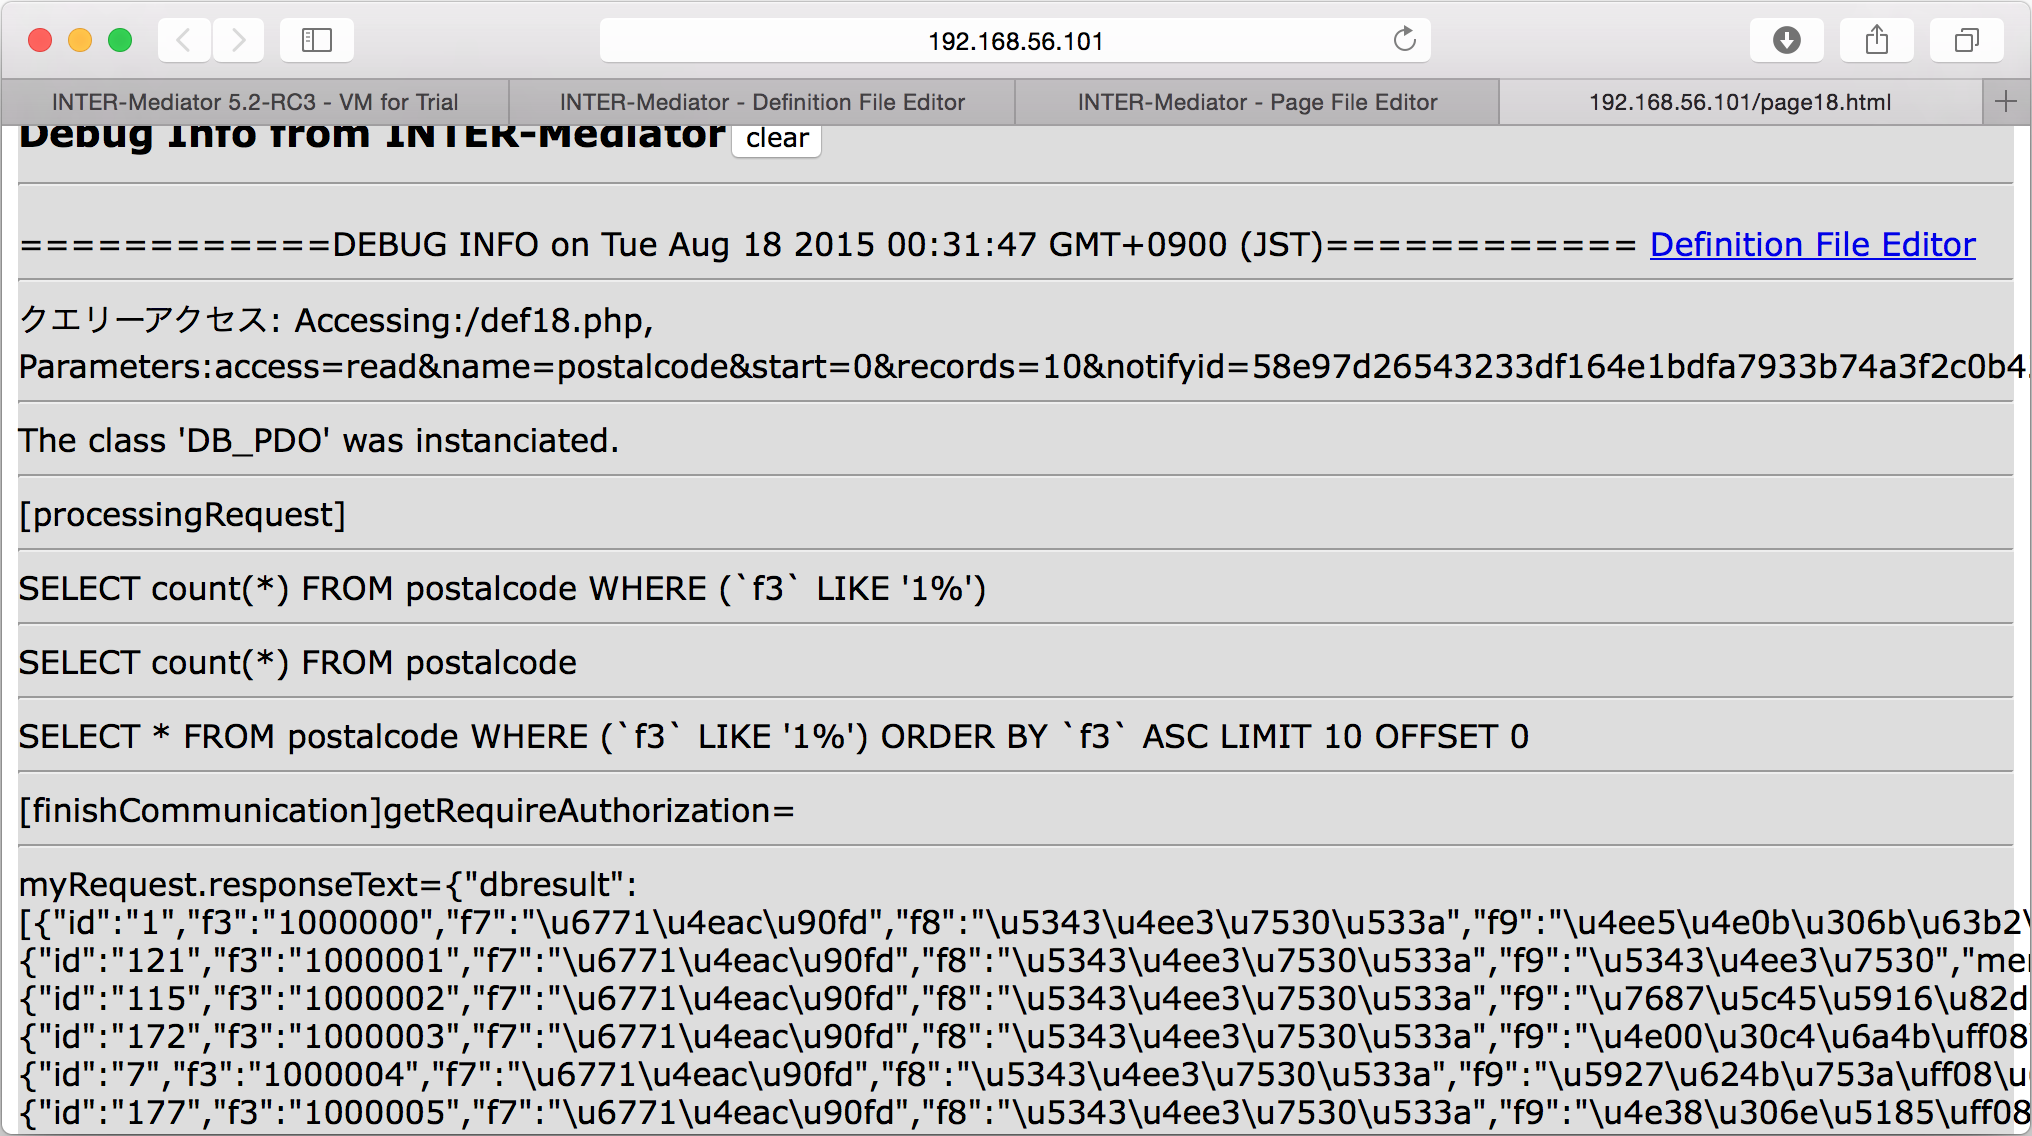 192.168.56.101
INTER-Mediator 5.2-RC3 - VM for Trial
INTER-Mediator - Definition File Editor
INTER-Mediator - Page File Editor
192.168.56.101/page18.html
Debug Info from INTER-Mediator clear
============DEBUG INFO on Tue Aug 18 2015 00:31:47 GMT+0900 (JST)============ Definition File Editor
クエリーアクセス: Accessing:/def18.php,
Parameters:access=read&name=postalcode&start=0&records=10&notifyid=58e97d26543233df164e1bdfa7933b74a3f2c0b4
The class 'DB_PDO' was instanciated.
[processingRequest]
SELECT count(*) FROM postalcode WHERE (`f3` LIKE '1%')
SELECT count(*) FROM postalcode
SELECT * FROM postalcode WHERE (`f3` LIKE '1%') ORDER BY `f3` ASC LIMIT 10 OFFSET 0
[finishCommunication]getRequireAuthorization=
myRequest.responseText={"dbresult":
[{"id":"1","f3":"1000000","f7":"\u6771\u4eac\u90fd","f8":"\u5343\u4ee3\u7530\u533a","f9":"\u4ee5\u4e0b\u306b\u63b2\
{"id":"121","f3":"1000001","f7":"\u6771\u4eac\u90fd","f8":"\u5343\u4ee3\u7530\u533a","f9":"\u5343\u4ee3\u7530","me
{"id":"115","f3":"1000002","f7":"\u6771\u4eac\u90fd","f8":"\u5343\u4ee3\u7530\u533a","f9":"\u7687\u5c45\u5916\u82d
{"id":"172","f3":"1000003","f7":"\u6771\u4eac\u90fd","f8":"\u5343\u4ee3\u7530\u533a","f9":"\u4e00\u30c4\u6a4b\uff08
{"id":"7","f3":"1000004","f7":"\u6771\u4eac\u90fd","f8":"\u5343\u4ee3\u7530\u533a","f9":"\u5927\u624b\u753a\uff08\u
{"id":"177","f3":"1000005","f7":"\u6771\u4eac\u90fd","f8":"\u5343\u4ee3\u7530\u533a","f9":"\u4e38\u306e\u5185\uff08